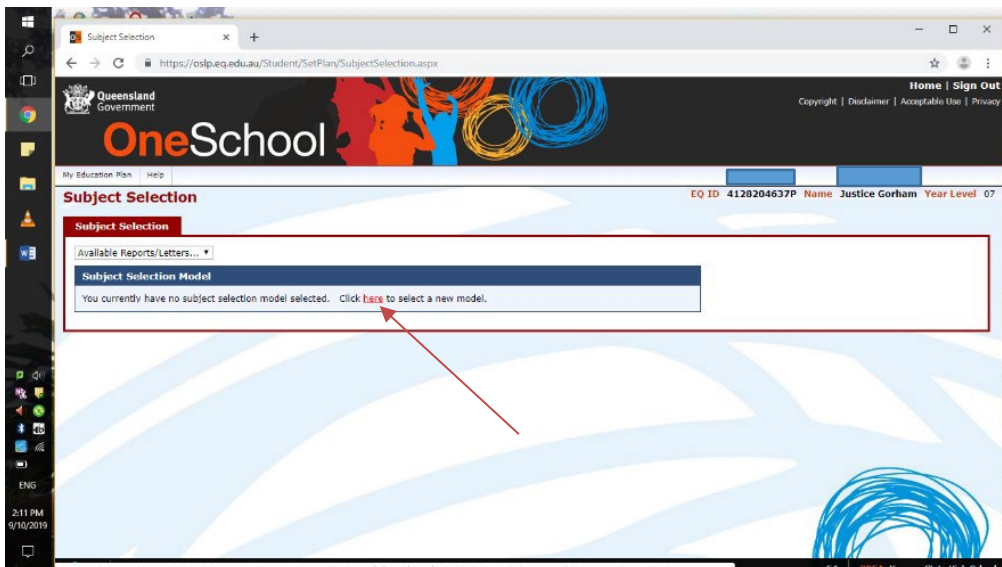 Subject Selection
https://oslp.eq.edu.au/Student/SetPlan/SubjectSelection.aspx
Queensland
Government
Home | Sign Out
Copyright | Disclaimer | Acceptable Use | Privacy
OneSchool
My Education Plan Help
Subject Selection
EQ ID 4128204637P Name Justice Gorham Year Level 07
Subject Selection
Available Reports/Letters...
Subject Selection Model
You currently have no subject selection model selected. Click here to select a new model.
ENG
2:11 PM
9/10/2019